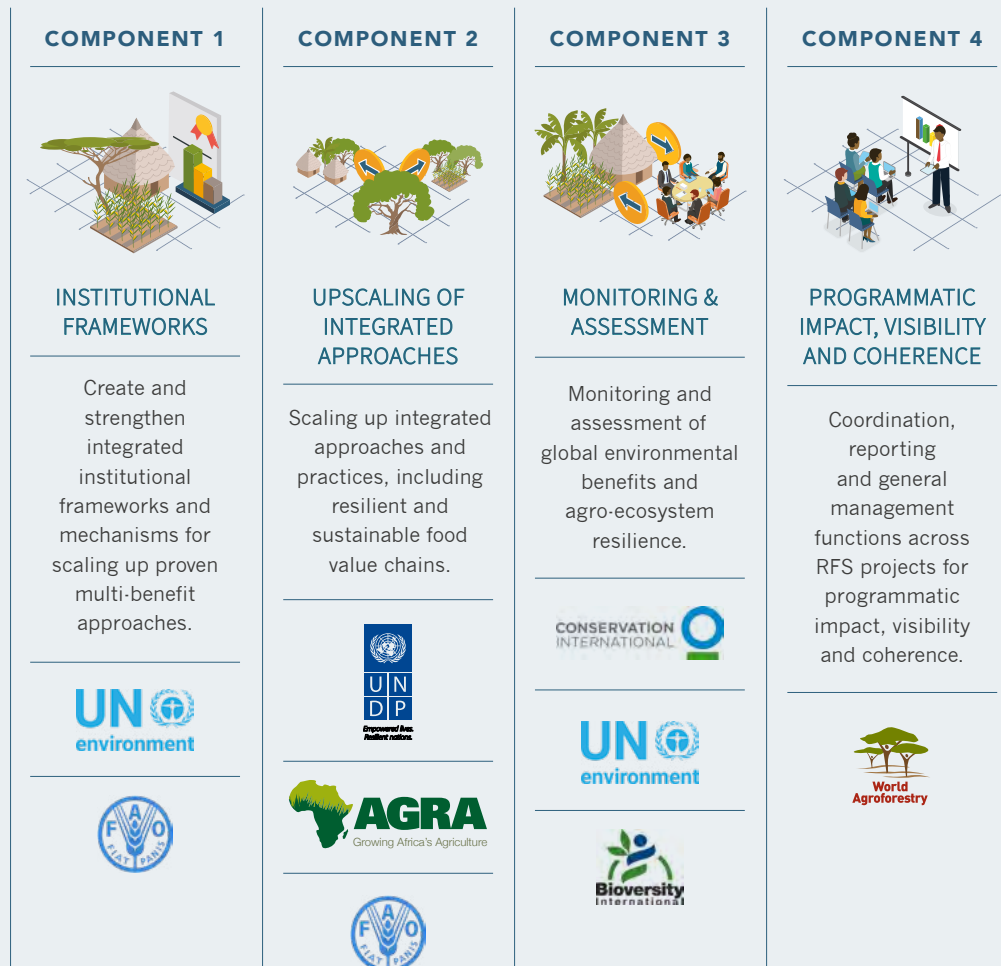 COMPONENT 1
INSTITUTIONAL
FRAMEWORKS
Create and
strengthen
integrated
institutional
frameworks and
mechanisms for
scaling up proven
multi-benefit
approaches.
UN
environment
FAO
FIAT PANIS
COMPONENT 2
UPSCALING OF
INTEGRATED
APPROACHES
Scaling up integrated
approaches and
practices, including
resilient and
sustainable food
value chains.
UN
DP
Empowered lives.
Resilient nations.
AGRA
Growing Africa's Agriculture
FAO
FIAT PANIS
COMPONENT 3
MONITORING &
ASSESSMENT
Monitoring and
assessment of
global environmental
benefits and
agro-ecosystem
resilience.
CONSERVATION
INTERNATIONAL
UN
environment
Bioversity
International
COMPONENT 4
PROGRAMMATIC
IMPACT, VISIBILITY
AND COHERENCE
Coordination,
reporting
and general
management
functions across
RFS projects for
programmatic
impact, visibility
and coherence.
World
Agroforestry